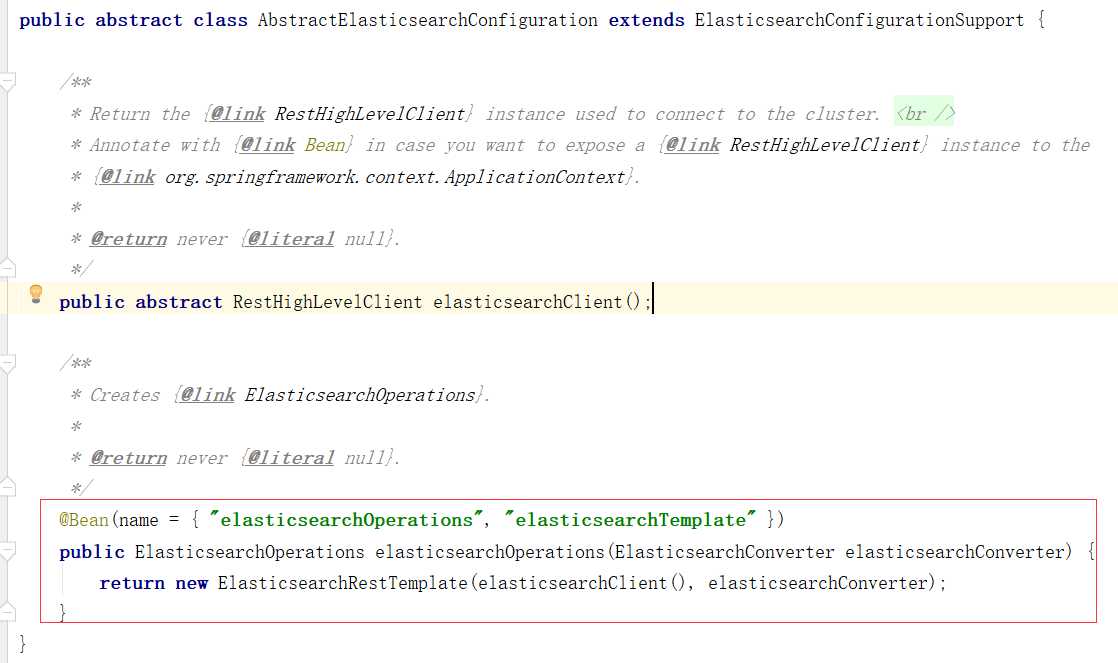 public abstract class AbstractElasticsearchConfiguration extends ElasticsearchConfigurationSupport {
/**
* Return the {@link RestHighLevelClient} instance used to connect to the cluster. <br />
* Annotate with {@link Bean} in case you want to expose a {@link RestHighLevelClient} instance to the
* {@link org.springframework.context.ApplicationContext}.
*
* @return never {@literal null}.
*/
public abstract RestHighLevelClient elasticsearchClient();
/**
* Creates {@link ElasticsearchOperations}.
*
* @return never {@literal null}.
*/
@Bean(name = { "elasticsearchOperations", "elasticsearchTemplate" })
public ElasticsearchOperations elasticsearchOperations(ElasticsearchConverter elasticsearchConverter) {
return new ElasticsearchRestTemplate(elasticsearchClient(), elasticsearchConverter);
}
}